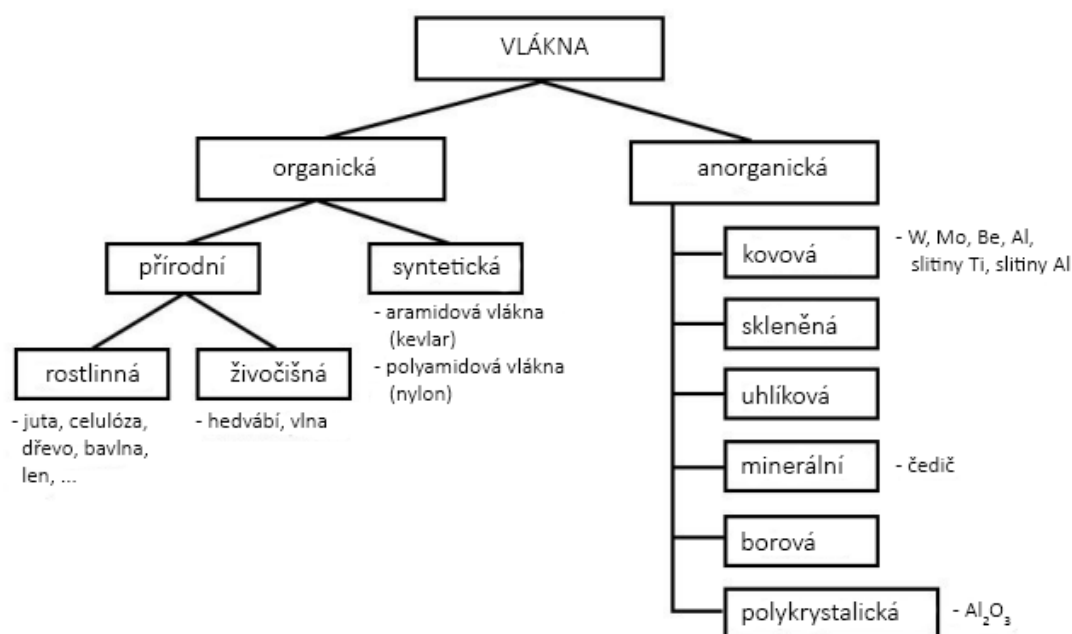 VLÁKNA
organická
anorganická
přírodní
syntetická
- aramidová vlákna
(kevlar)
- polyamidová vlákna
(nylon)
rostlinná
živočišná
- juta, celulóza,
dřevo, bavlna,
len, ...
- hedvábí, vlna
kovová
- W, Mo, Be, Al,
slitiny Ti, slitiny Al
skleněná
uhlíková
minerální
- čedič
borová
polykrystalická
- Al₂O₃